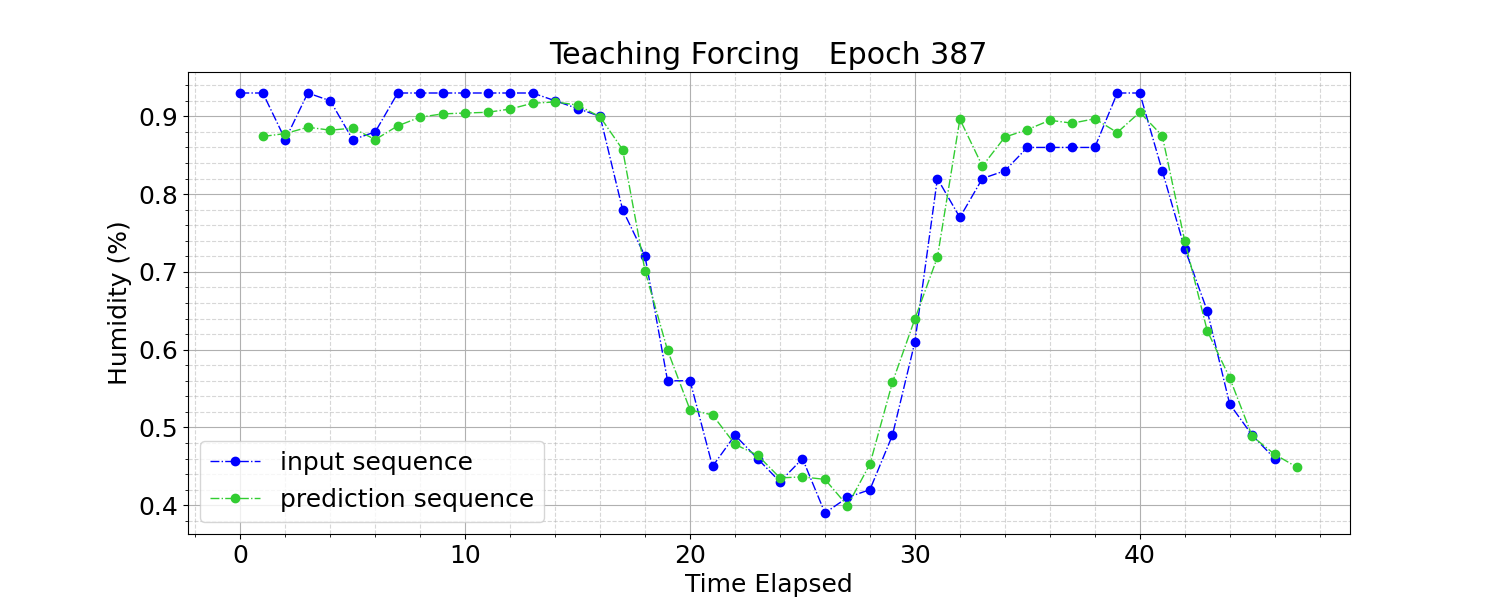 Teaching Forcing   Epoch 387
Humidity (%)
0.9
0.8
0.7
0.6
0.5
0.4
input sequence
prediction sequence
0 10 20 30 40
Time Elapsed